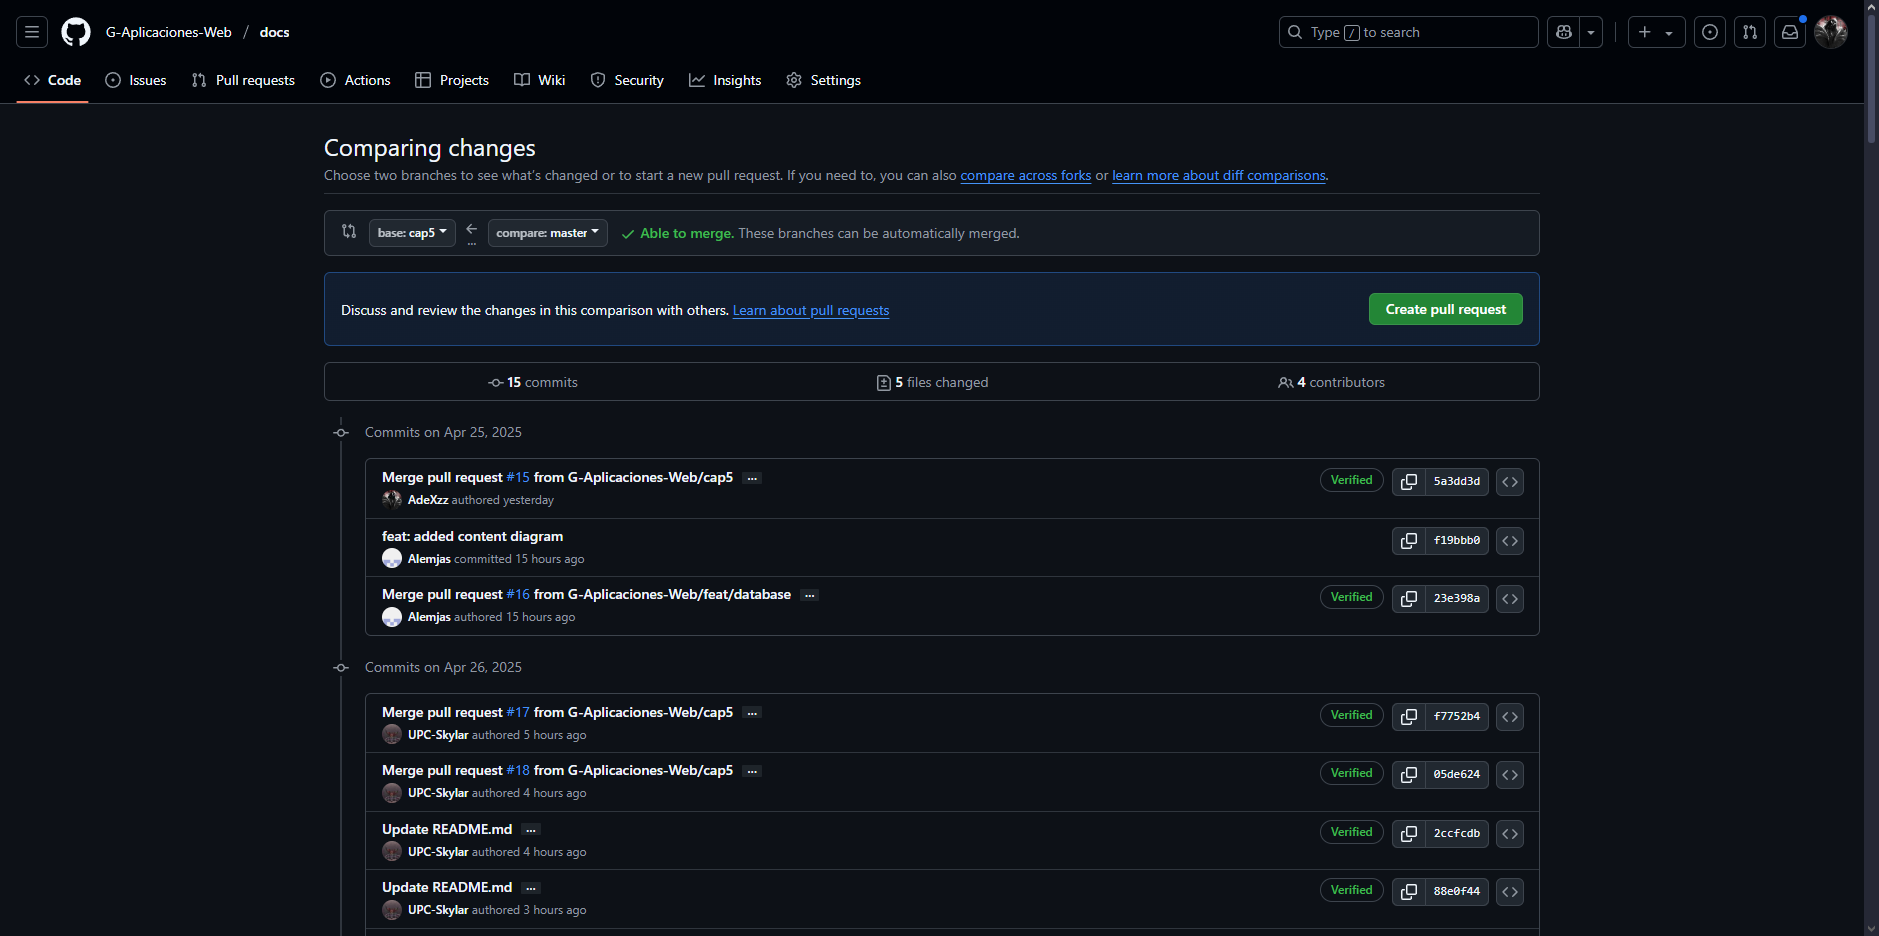 G-Aplicaciones-Web / docs
Type / to search
Code Issues Pull requests Actions Projects Wiki Security Insights Settings
Comparing changes
Choose two branches to see what's changed or to start a new pull request. If you need to, you can also compare across forks or learn more about diff comparisons.
base: cap5 ... compare: master Able to merge. These branches can be automatically merged.
Discuss and review the changes in this comparison with others. Learn about pull requests
Create pull request
15 commits 5 files changed 4 contributors
Commits on Apr 25, 2025
Merge pull request #15 from G-Aplicaciones-Web/cap5 ...
Verified 5a3dd3d
AdeXzz authored yesterday
feat: added content diagram
f19bbb0
Alemjas committed 15 hours ago
Merge pull request #16 from G-Aplicaciones-Web/feat/database ...
Verified 23e398a
Alemjas authored 15 hours ago
Commits on Apr 26, 2025
Merge pull request #17 from G-Aplicaciones-Web/cap5 ...
Verified f7752b4
UPC-Skylar authored 5 hours ago
Merge pull request #18 from G-Aplicaciones-Web/cap5 ...
Verified 05de624
UPC-Skylar authored 4 hours ago
Update README.md ...
Verified 2ccfcdb
UPC-Skylar authored 4 hours ago
Update README.md ...
Verified 88e0f44
UPC-Skylar authored 3 hours ago